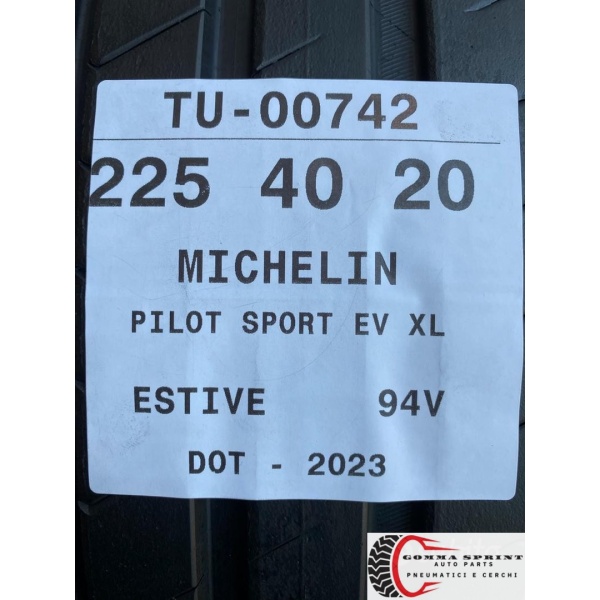 TU-00742
225 40 20
MICHELIN
PILOT SPORT EV XL
ESTIVE 94V
DOT - 2023
GOMMA SPRINT
AUTO PARTS
PNEUMATICI E CERCHI